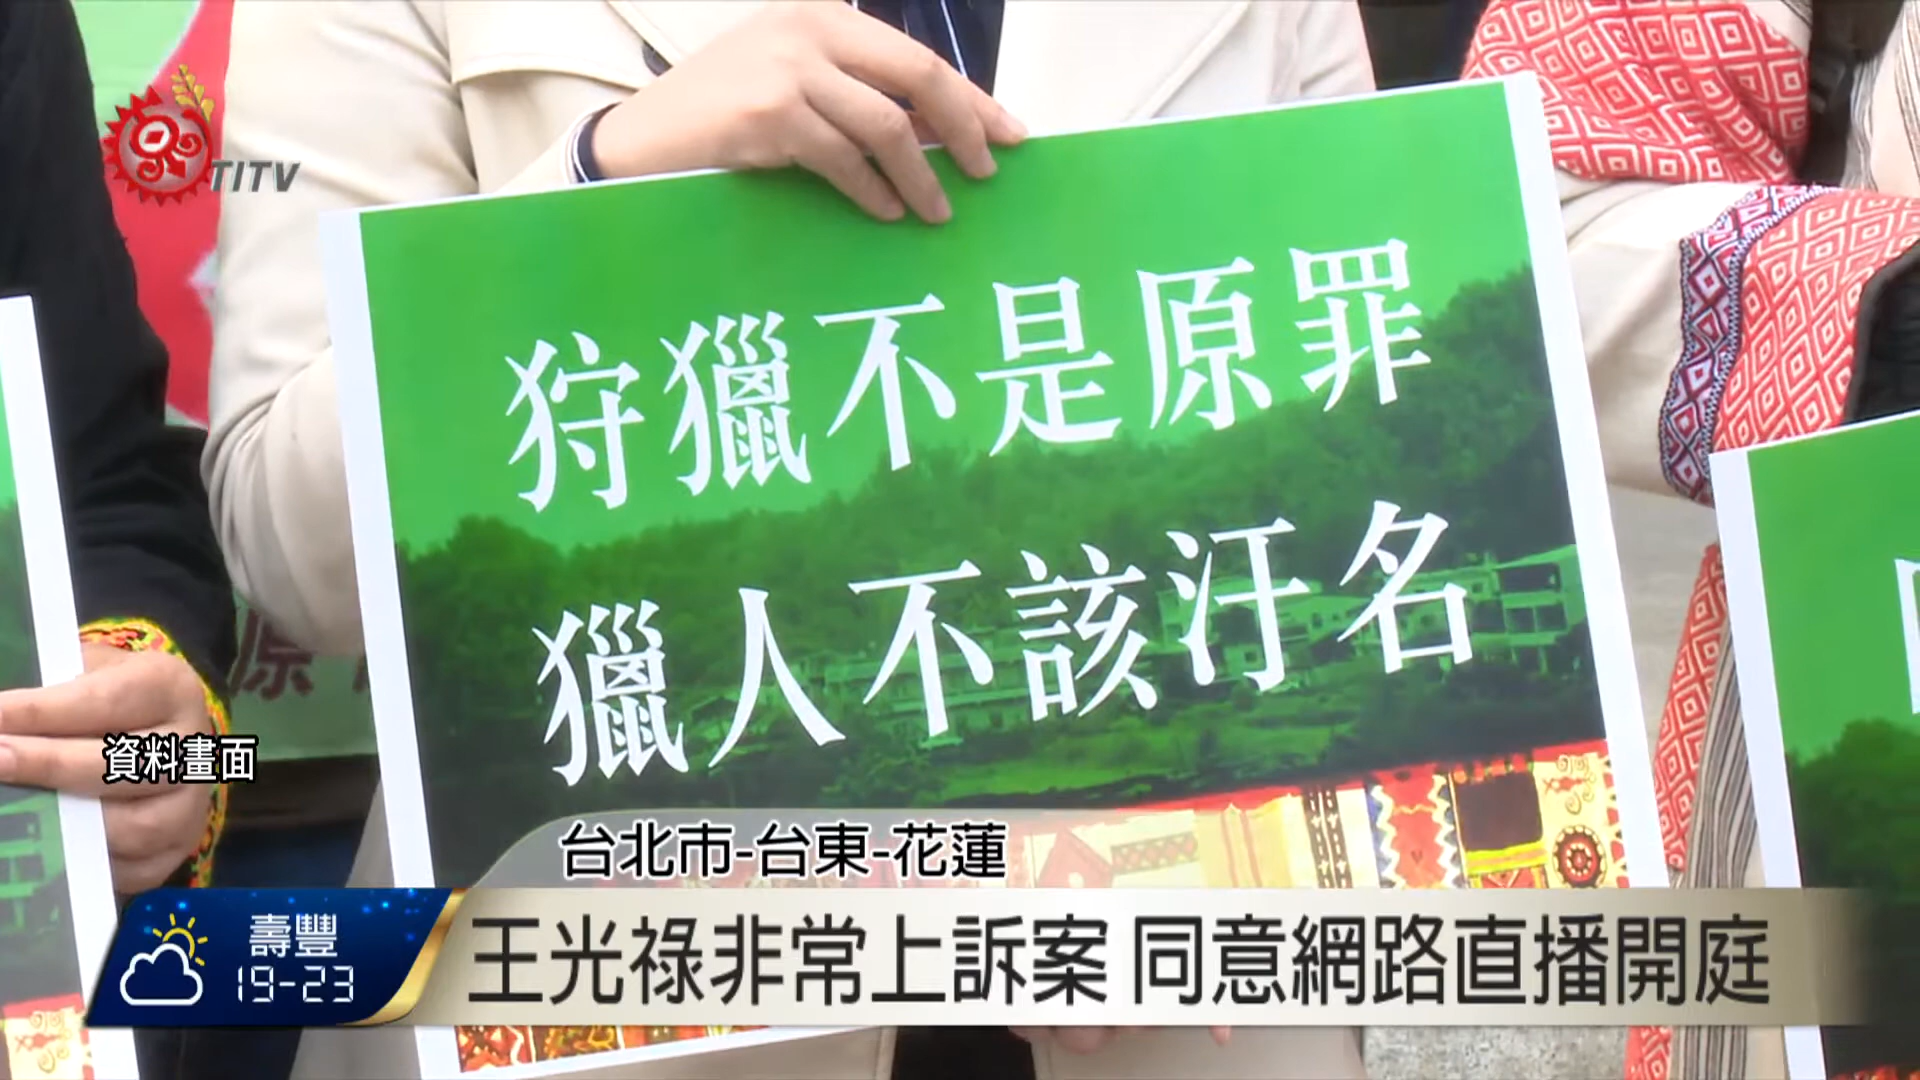 TITV
狩獵不是原罪
獵人不該汙名
原
資料畫面
台北市-台東-花蓮
壽豐
19-23
王光祿非常上訴案 同意網路直播開庭